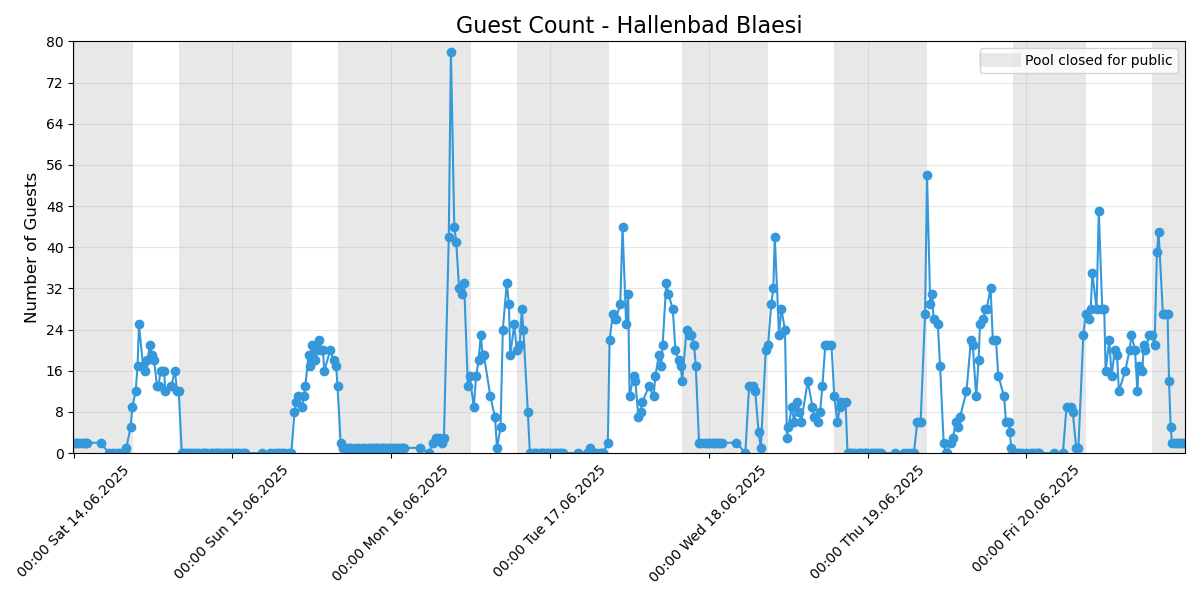 Guest Count - Hallenbad Blaesi
Pool closed for public
Number of Guests
80
72
64
56
48
40
32
24
16
8
0
00:00 Sat 14.06.2025
00:00 Sun 15.06.2025
00:00 Mon 16.06.2025
00:00 Tue 17.06.2025
00:00 Wed 18.06.2025
00:00 Thu 19.06.2025
00:00 Fri 20.06.2025